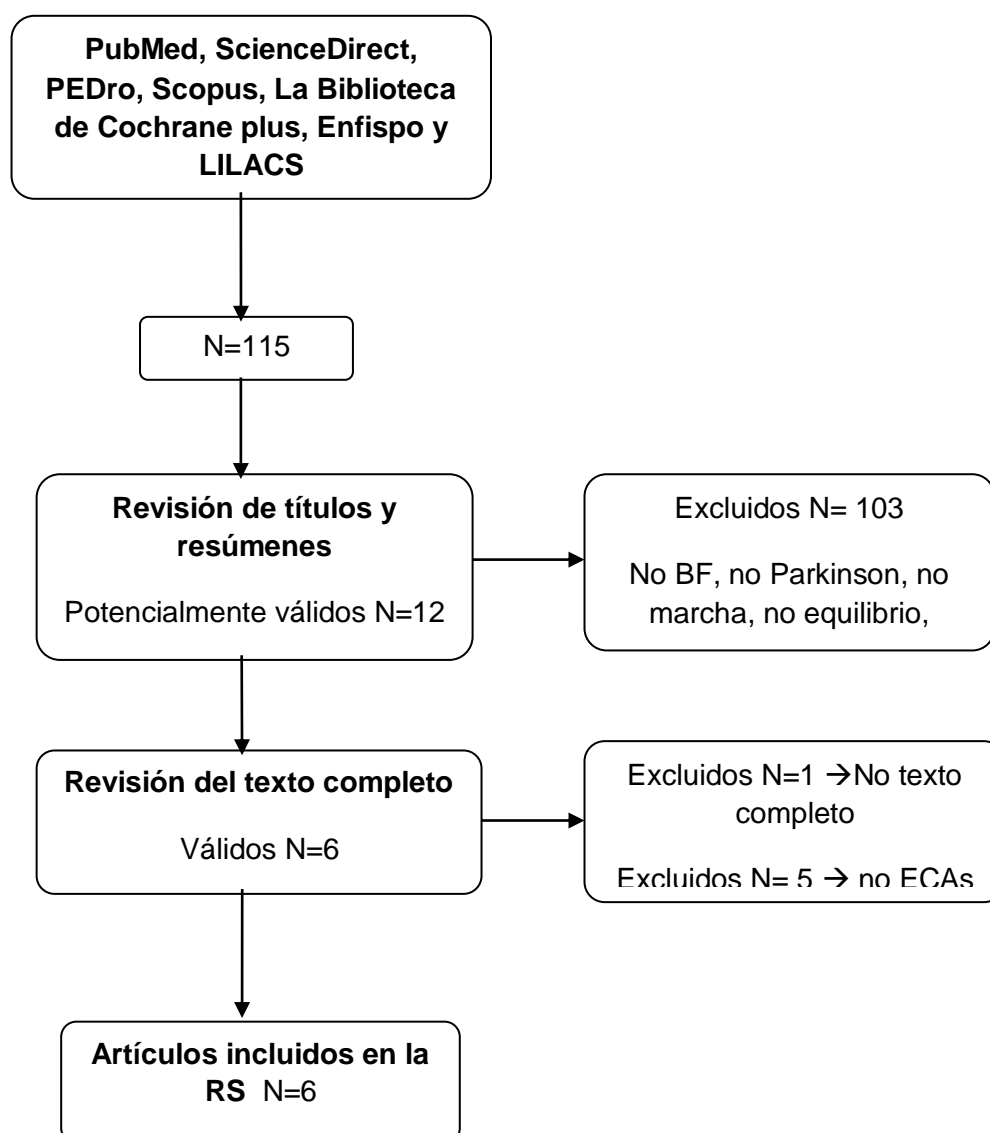 PubMed, ScienceDirect,
PEDro, Scopus, La Biblioteca
de Cochrane plus, Enfispo y
LILACS
N=115
Revisión de títulos y
resúmenes
Potencialmente válidos N=12
Excluidos N= 103
No BF, no Parkinson, no
marcha, no equilibrio,
Revisión del texto completo
Válidos N=6
Excluidos N=1 →No texto
completo
Excluidos N= 5 → no ECAs
Artículos incluidos en la
RS N=6